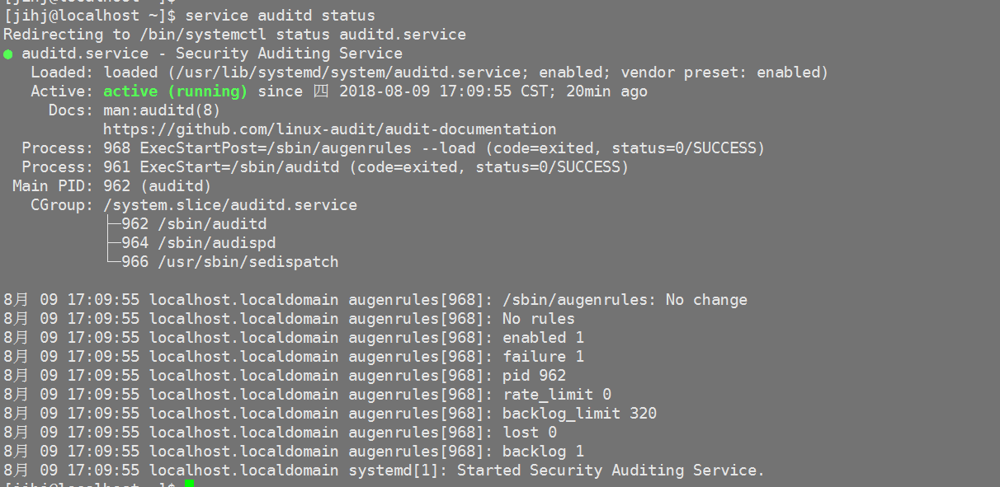 [jihj@localhost ~]$ service auditd status
Redirecting to /bin/systemctl status auditd.service
● auditd.service - Security Auditing Service
   Loaded: loaded (/usr/lib/systemd/system/auditd.service; enabled; vendor preset: enabled)
   Active: active (running) since 四 2018-08-09 17:09:55 CST; 20min ago
     Docs: man:auditd(8)
           https://github.com/linux-audit/audit-documentation
  Process: 968 ExecStartPost=/sbin/augenrules --load (code=exited, status=0/SUCCESS)
  Process: 961 ExecStart=/sbin/auditd (code=exited, status=0/SUCCESS)
 Main PID: 962 (auditd)
   CGroup: /system.slice/auditd.service
           ├─962 /sbin/auditd
           ├─964 /sbin/audispd
           └─966 /usr/sbin/sedispatch

8月 09 17:09:55 localhost.localdomain augenrules[968]: /sbin/augenrules: No change
8月 09 17:09:55 localhost.localdomain augenrules[968]: No rules
8月 09 17:09:55 localhost.localdomain augenrules[968]: enabled 1
8月 09 17:09:55 localhost.localdomain augenrules[968]: failure 1
8月 09 17:09:55 localhost.localdomain augenrules[968]: pid 962
8月 09 17:09:55 localhost.localdomain augenrules[968]: rate_limit 0
8月 09 17:09:55 localhost.localdomain augenrules[968]: backlog_limit 320
8月 09 17:09:55 localhost.localdomain augenrules[968]: lost 0
8月 09 17:09:55 localhost.localdomain augenrules[968]: backlog 1
8月 09 17:09:55 localhost.localdomain systemd[1]: Started Security Auditing Service.